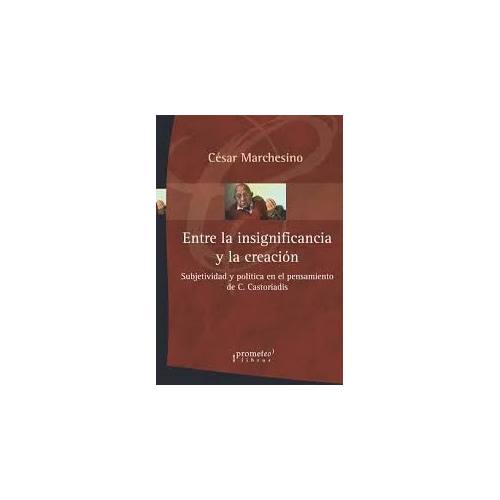 César Marchesino
Entre la insignificancia
y la creación
Subjetividad y política en el pensamiento
de C. Castoriadis
prometeo
libros